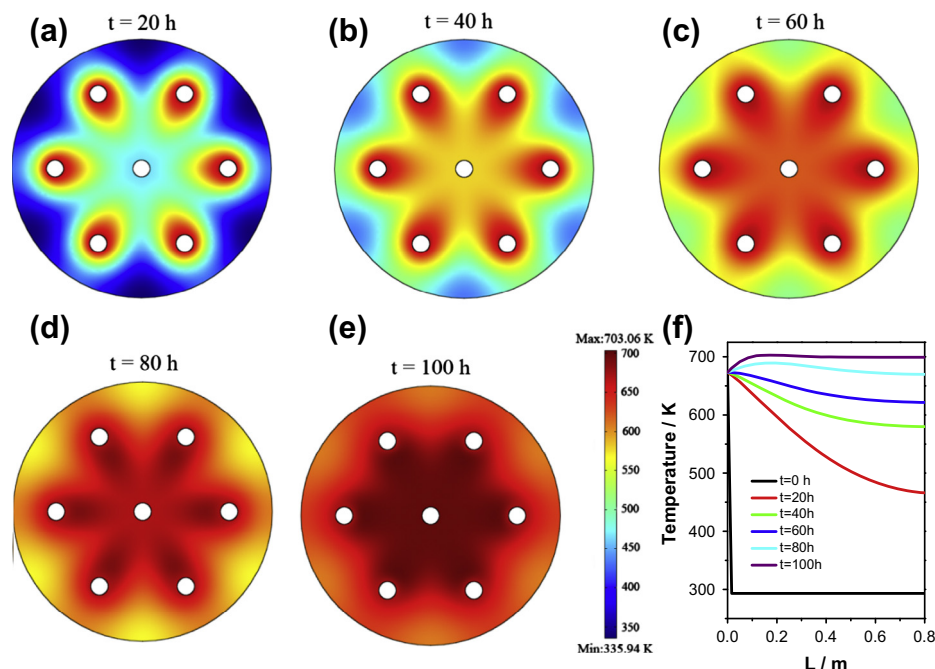 (a)
t = 20 h
(b)
t = 40 h
(c)
t = 60 h
(d)
t = 80 h
(e)
t = 100 h
Max:703.06 K
700
650
600
550
500
450
400
350
Min:335.94 K
(f)
Temperature / K
700
600
500
400
300
t=0 h
t=20h
t=40h
t=60h
t=80h
t=100h
0.0 0.2 0.4 0.6 0.8
L / m